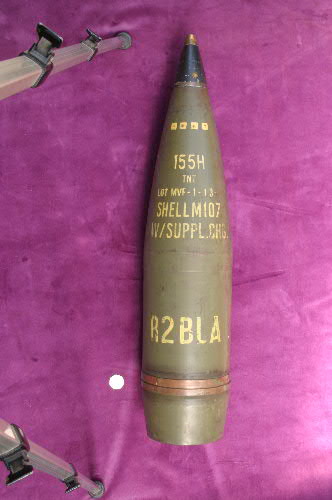 155H
TNT
LOT MVF-1-13-
SHELL M107
W/SUPPL.CHG.
R2BLA